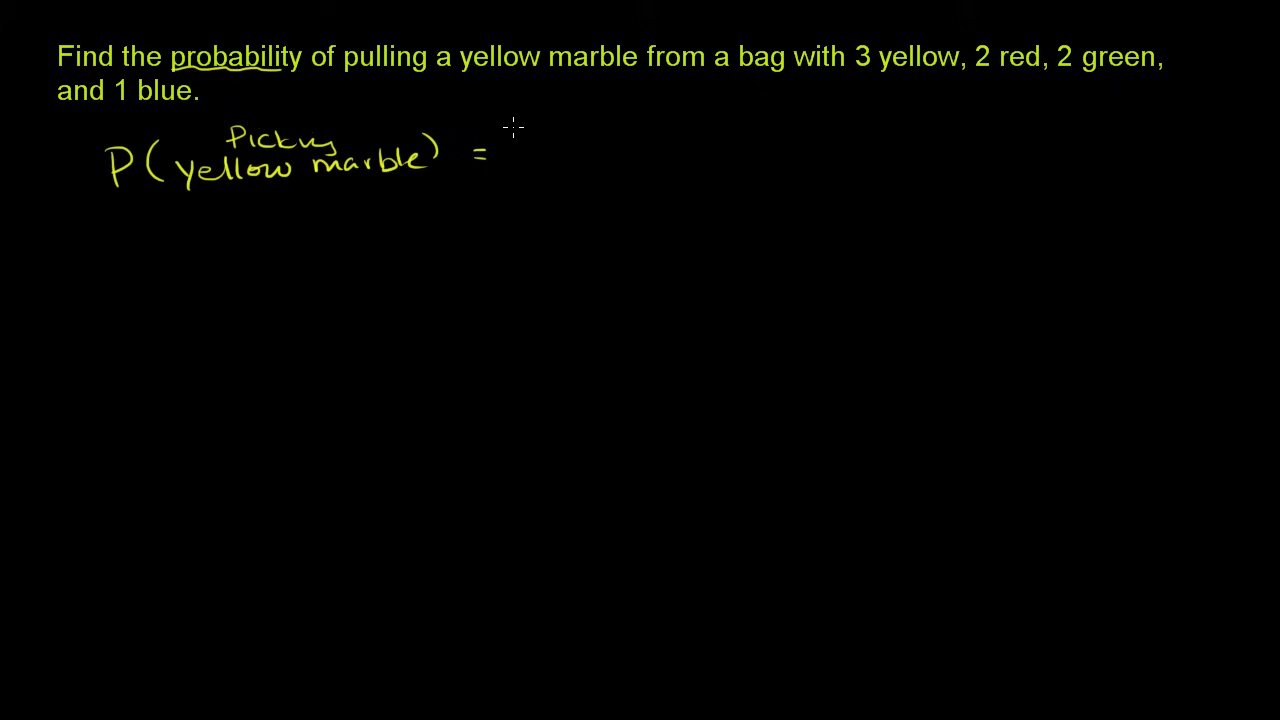 Find the probability of pulling a yellow marble from a bag with 3 yellow, 2 red, 2 green,
and 1 blue.
Picking
P(yellow marble) =